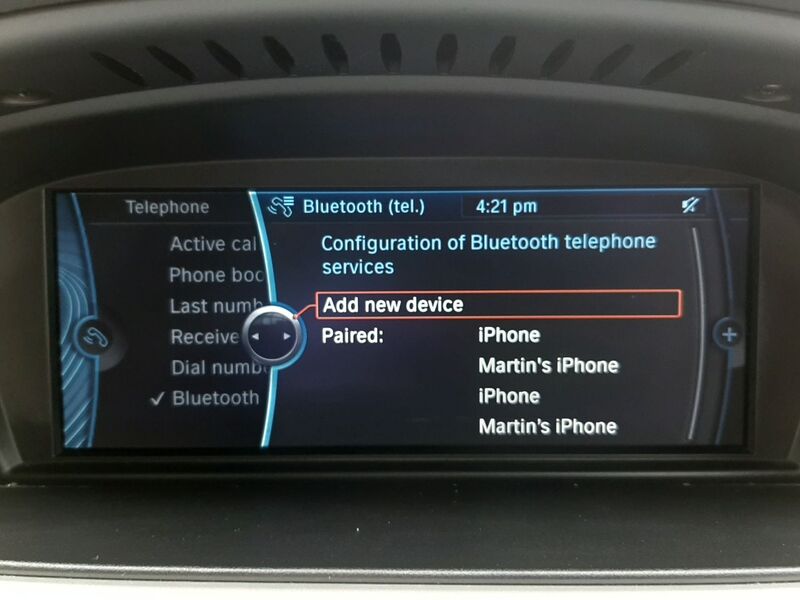 Telephone
Bluetooth (tel.)
4:21 pm
Active cal
Phone boo
Last numb
Receive
Dial numb
✓ Bluetooth
Configuration of Bluetooth telephone
services
Add new device
Paired: iPhone
Martin's iPhone
iPhone
Martin's iPhone